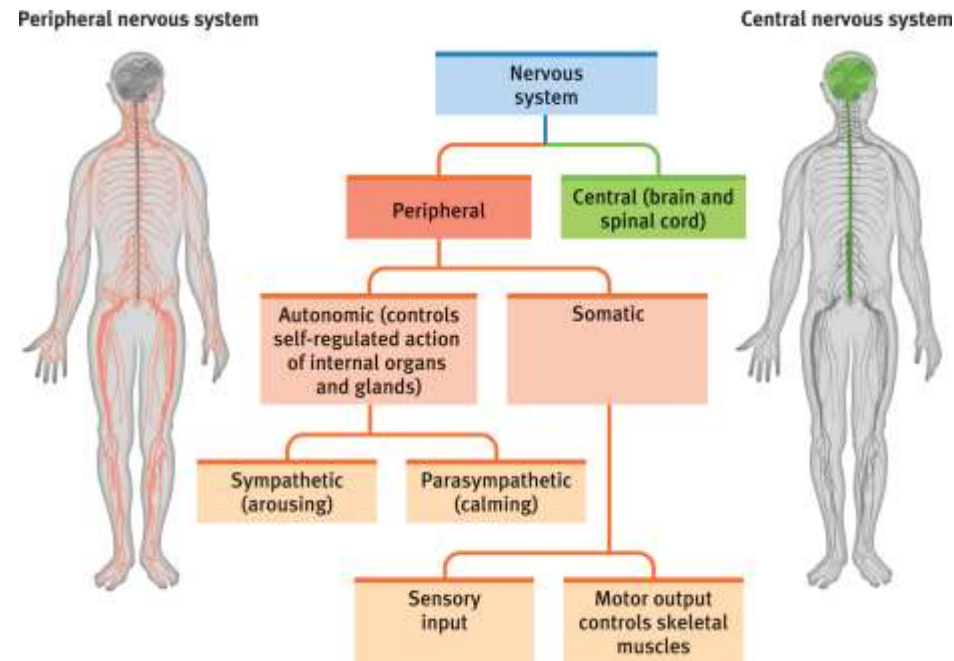 Peripheral nervous system
Central nervous system
Nervous
system
Peripheral
Central (brain and
spinal cord)
Autonomic (controls
self-regulated action
of internal organs
and glands)
Somatic
Sympathetic
(arousing)
Parasympathetic
(calming)
Sensory
input
Motor output
controls skeletal
muscles